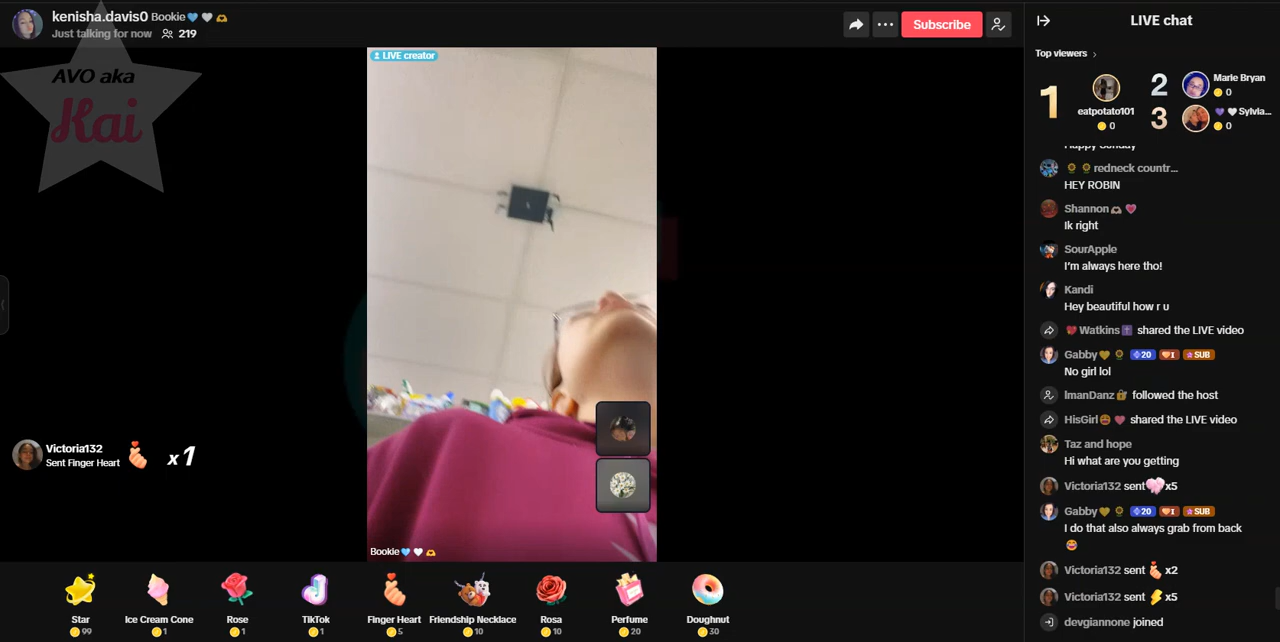 kenisha.davis0 Bookie🩵🤍🫶
Just talking for now 219
AVO aka
Kai
LIVE creator
Bookie🩵🤍🫶
Victoria132
Sent Finger Heart
x1
Star
99
Ice Cream Cone
1
Rose
1
TikTok
1
Finger Heart
5
Friendship Necklace
10
Rosa
10
Perfume
20
Doughnut
30
Subscribe
LIVE chat
Top viewers
1
eatpotato101
0
2
Marie Bryan
0
3
💜🤍Sylvia...
0
Happy Sunday
🌻🌻redneck countr...
HEY ROBIN
Shannon🫶💗
Ik right
SourApple
I'm always here tho!
Kandi
Hey beautiful how r u
Watkins✝️ shared the LIVE video
Gabby💛🌻 20 I SUB
No girl lol
ImanDanz🔐 followed the host
HisGirl shared the LIVE video
Taz and hope
Hi what are you getting
Victoria132 sent x5
Gabby💛🌻 20 I SUB
I do that also always grab from back
😂
Victoria132 sent x2
Victoria132 sent x5
devgiannone joined